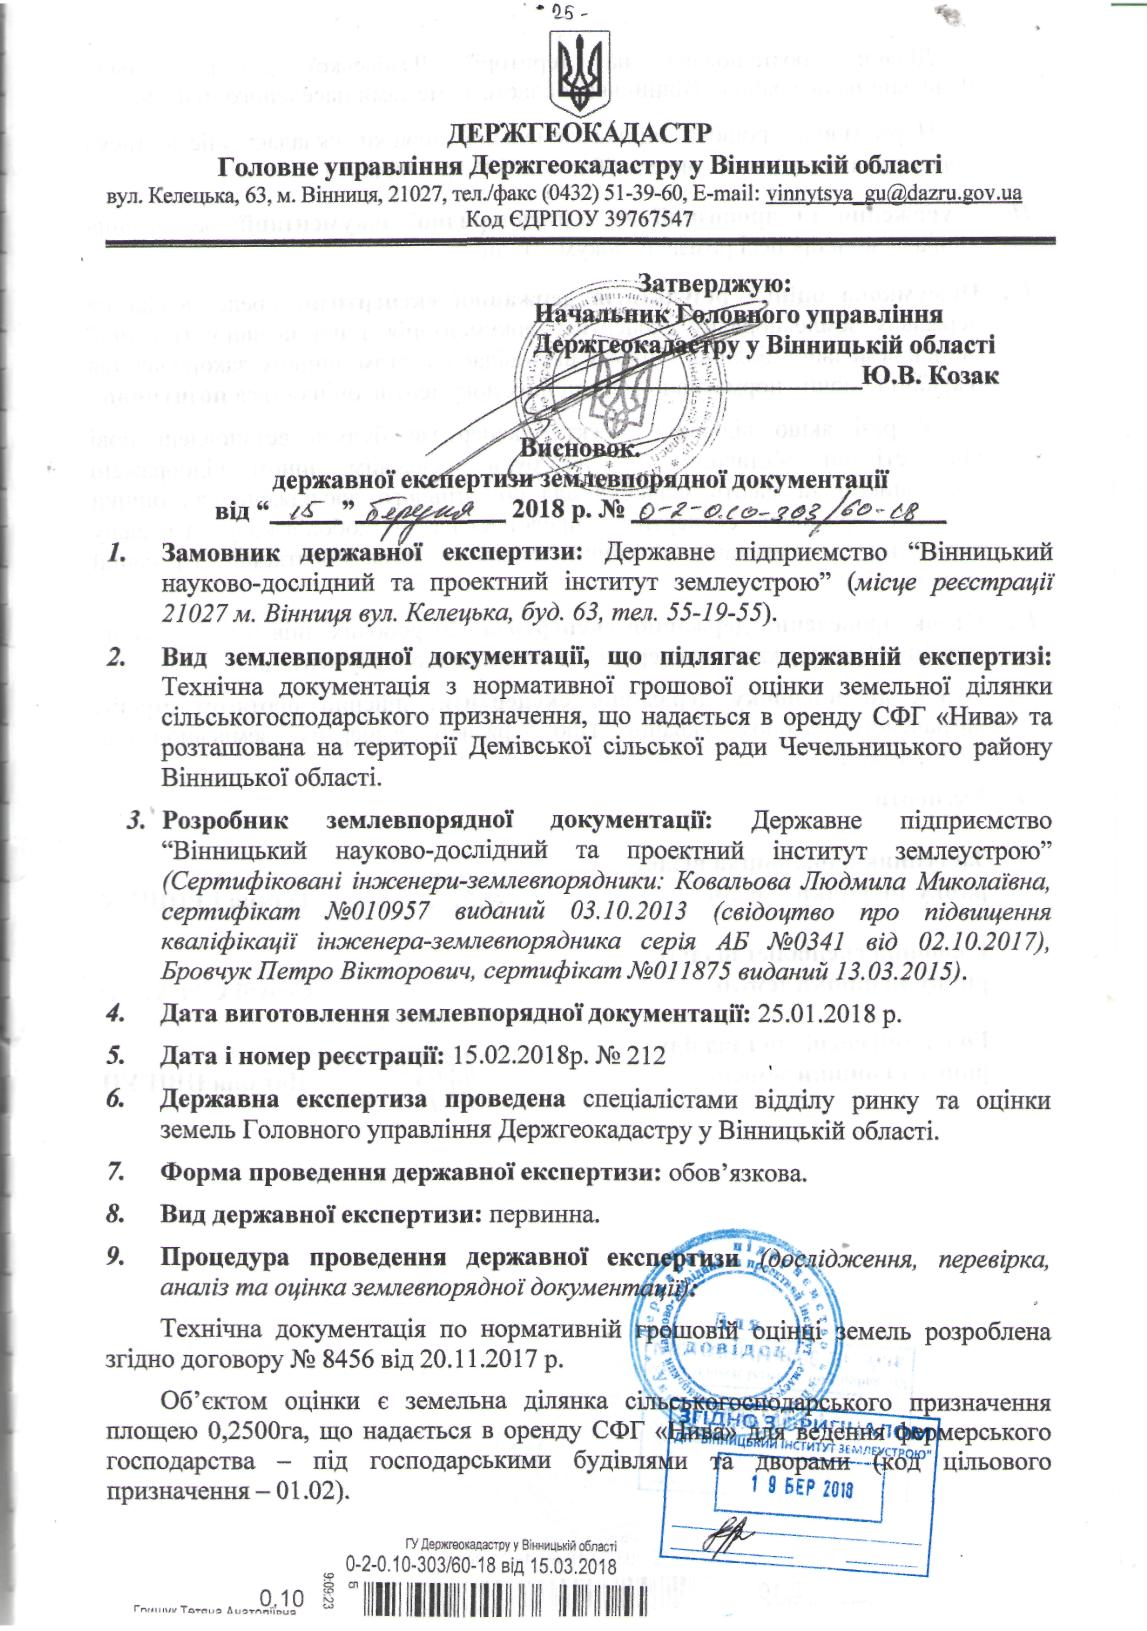 - 25 -
ДЕРЖГЕОКАДАСТР
Головне управління Держгеокадастру у Вінницькій області
вул. Келецька, 63, м. Вінниця, 21027, тел./факс (0432) 51-39-60, E-mail: vinnytsya_gu@dazru.gov.ua
Код ЄДРПОУ 39767547
Затверджую:
Начальник Головного управління
Держгеокадастру у Вінницькій області
Ю.В. Козак
Висновок.
державної експертизи землевпорядної документації
від “ 15 ” березня 2018 р. № 0-2-0.10-303/60-18
1. Замовник державної експертизи: Державне підприємство “Вінницький
науково-дослідний та проектний інститут землеустрою” (місце реєстрації
21027 м. Вінниця вул. Келецька, буд. 63, тел. 55-19-55).
2. Вид землевпорядної документації, що підлягає державній експертизі:
Технічна документація з нормативної грошової оцінки земельної ділянки
сільськогосподарського призначення, що надається в оренду СФГ «Нива» та
розташована на території Демівської сільської ради Чечельницького району
Вінницької області.
3. Розробник землевпорядної документації: Державне підприємство
“Вінницький науково-дослідний та проектний інститут землеустрою”
(Сертифіковані інженери-землевпорядники: Ковальова Людмила Миколаївна,
сертифікат №010957 виданий 03.10.2013 (свідоцтво про підвищення
кваліфікації інженера-землевпорядника серія АБ №0341 від 02.10.2017),
Бровчук Петро Вікторович, сертифікат №011875 виданий 13.03.2015).
4. Дата виготовлення землевпорядної документації: 25.01.2018 р.
5. Дата і номер реєстрації: 15.02.2018р. № 212
6. Державна експертиза проведена спеціалістами відділу ринку та оцінки
земель Головного управління Держгеокадастру у Вінницькій області.
7. Форма проведення державної експертизи: обов’язкова.
8. Вид державної експертизи: первинна.
9. Процедура проведення державної експертизи (дослідження, перевірка,
аналіз та оцінка землевпорядної документації):
Технічна документація по нормативній грошовій оцінці земель розроблена
згідно договору № 8456 від 20.11.2017 р.
Об’єктом оцінки є земельна ділянка сільськогосподарського призначення
площею 0,2500га, що надається в оренду СФГ «Нива» для ведення фермерського
господарства – під господарськими будівлями та дворами (код цільового
призначення – 01.02).
Для
довідок
ЗГІДНО З ОРИГІНАЛОМ
ДП "ВІННИЦЬКИЙ ІНСТИТУТ ЗЕМЛЕУСТРОЮ"
19 БЕР 2018
ГУ Держгеокадастру у Вінницькій області
0-2-0.10-303/60-18 від 15.03.2018
9:09:23
СП
0.10
Грищук Тетяна Анатоліївна